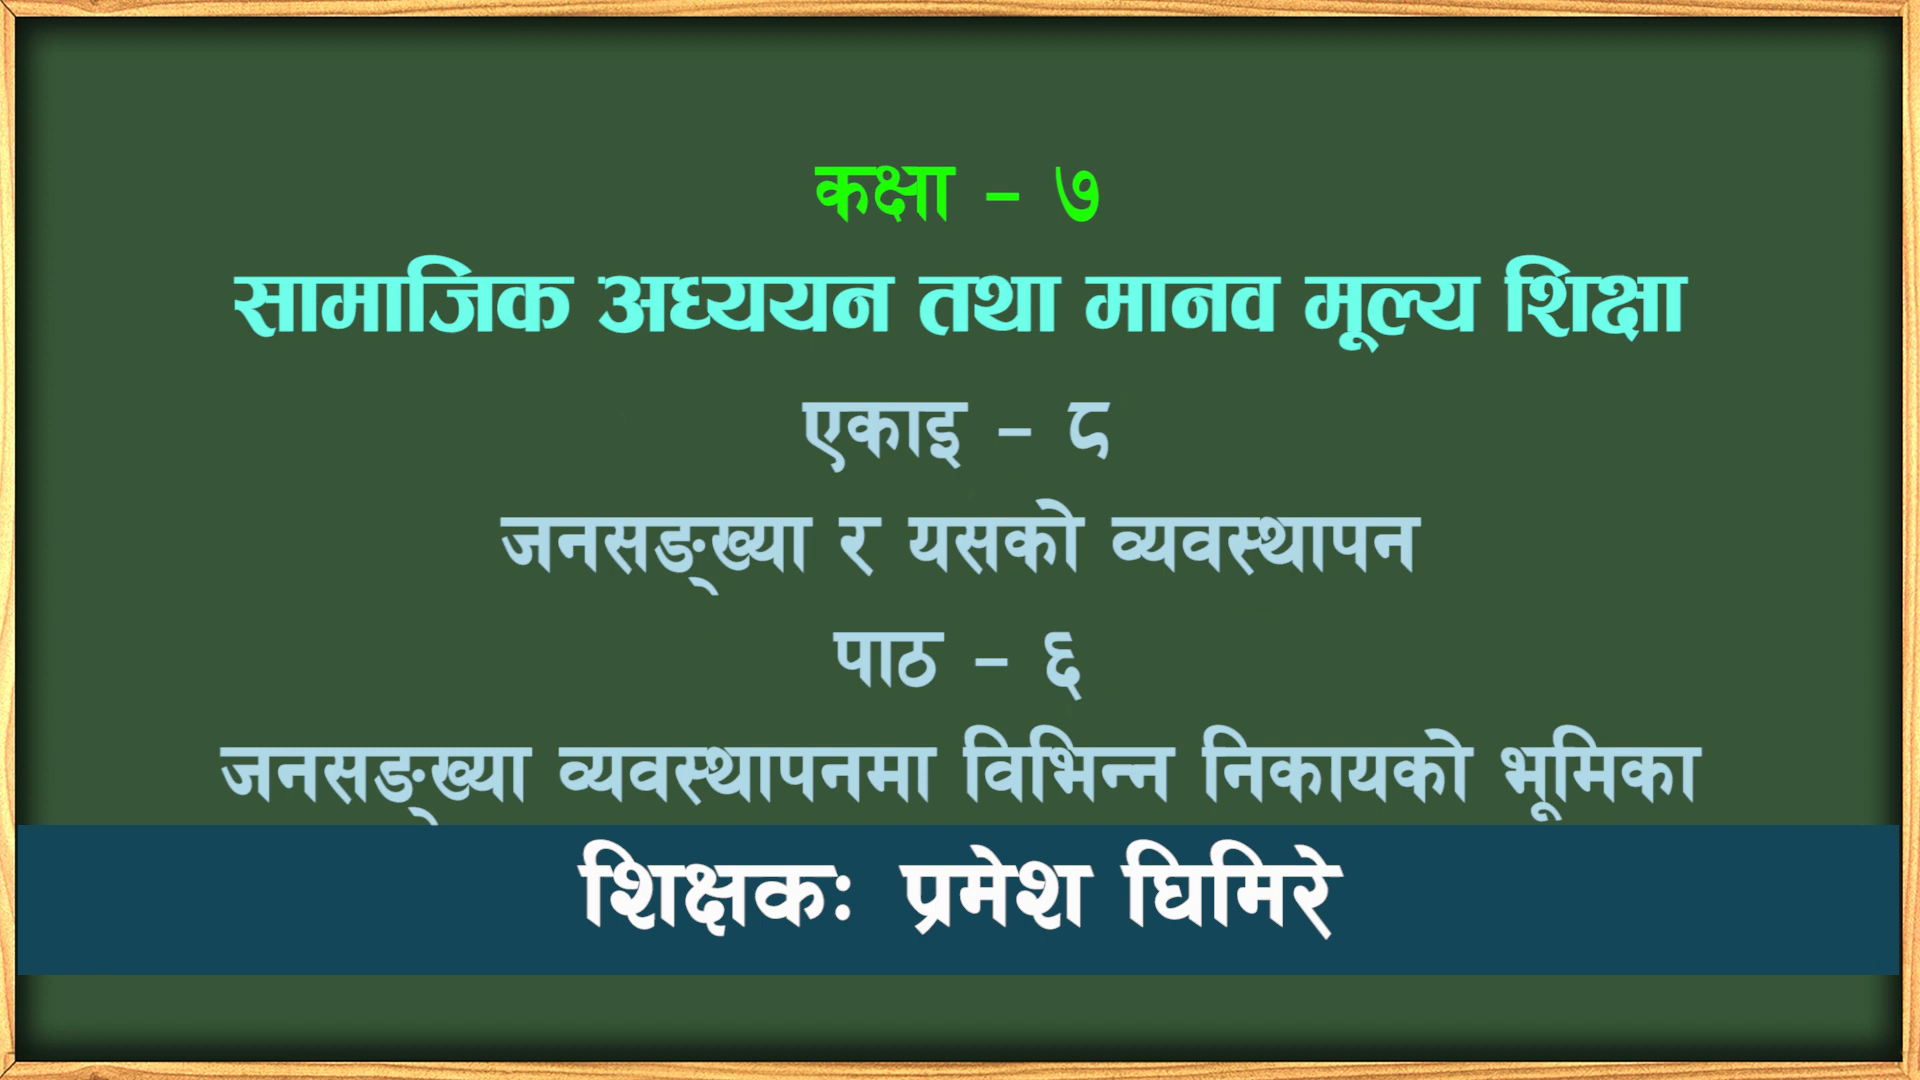 कक्षा – ७
सामाजिक अध्ययन तथा मानव मूल्य शिक्षा
एकाइ – ८
जनसङ्ख्या र यसको व्यवस्थापन
पाठ – ६
जनसङ्ख्या व्यवस्थापनमा विभिन्न निकायको भूमिका
शिक्षकः प्रमेश घिमिरे